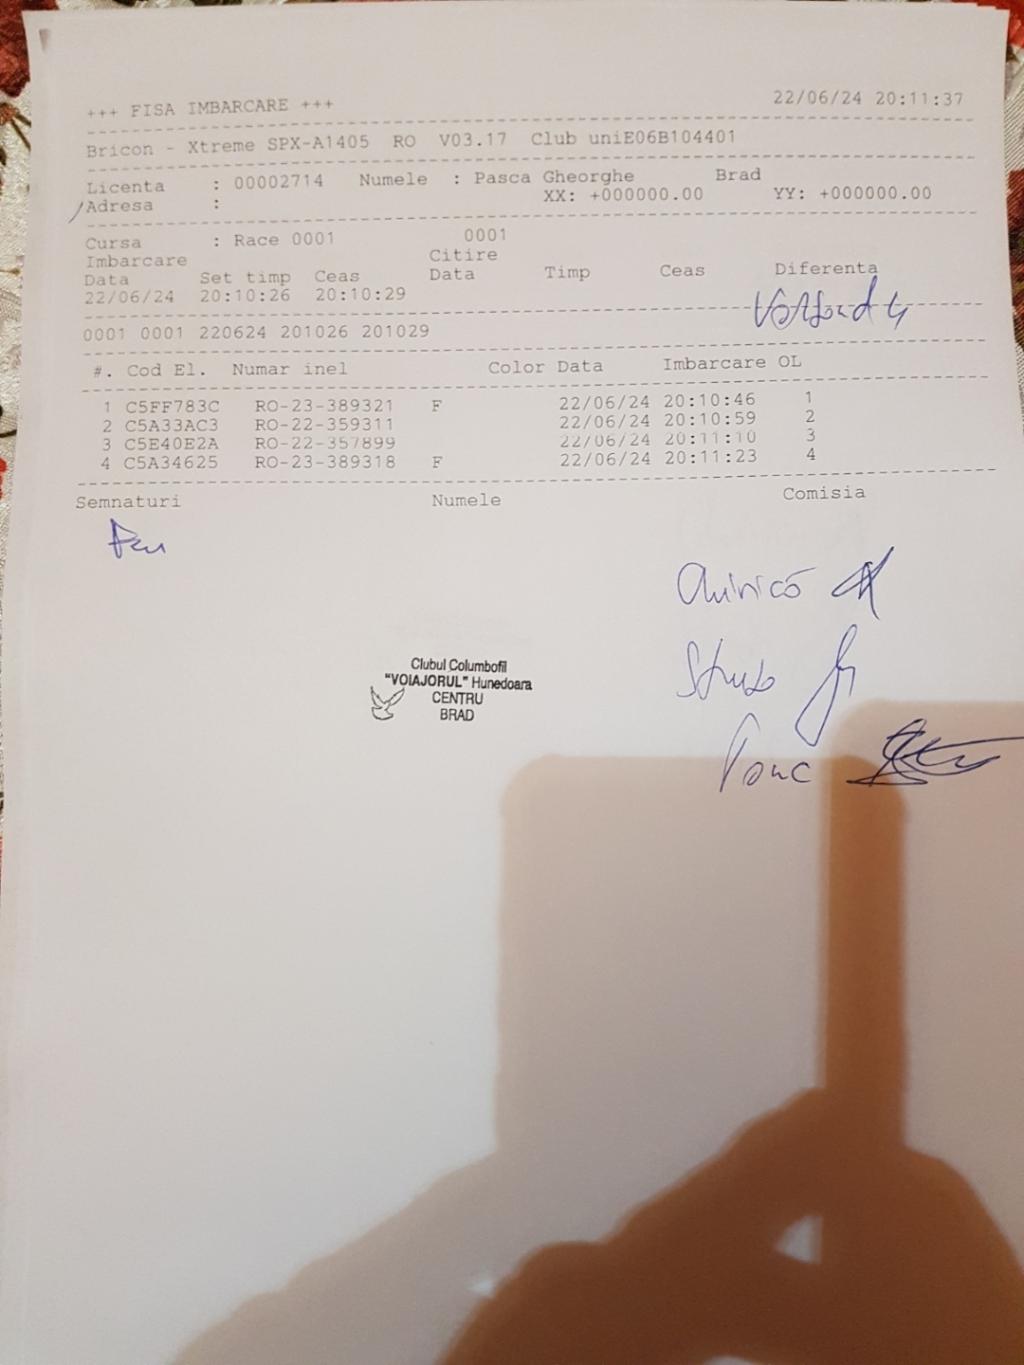 +++ FISA IMBARCARE +++ 22/06/24 20:11:37
Bricon - Xtreme SPX-A1405 RO V03.17 Club uniE06B104401
Licenta : 00002714 Numele : Pasca Gheorghe Brad
Adresa : XX: +000000.00 YY: +000000.00
Cursa : Race 0001 0001
Imbarcare Citire
Data Set timp Ceas Data Timp Ceas Diferenta
22/06/24 20:10:26 20:10:29
0001 0001 220624 201026 201029
#. Cod El. Numar inel Color Data Imbarcare OL
1 C5FF783C RO-23-389321 F 22/06/24 20:10:46 1
2 C5A33AC3 RO-22-359311 22/06/24 20:10:59 2
3 C5E40E2A RO-22-357899 22/06/24 20:11:10 3
4 C5A34625 RO-23-389318 F 22/06/24 20:11:23 4
Semnaturi Numele Comisia
Clubul Columbofil
"VOIAJORUL" Hunedoara
CENTRU
BRAD